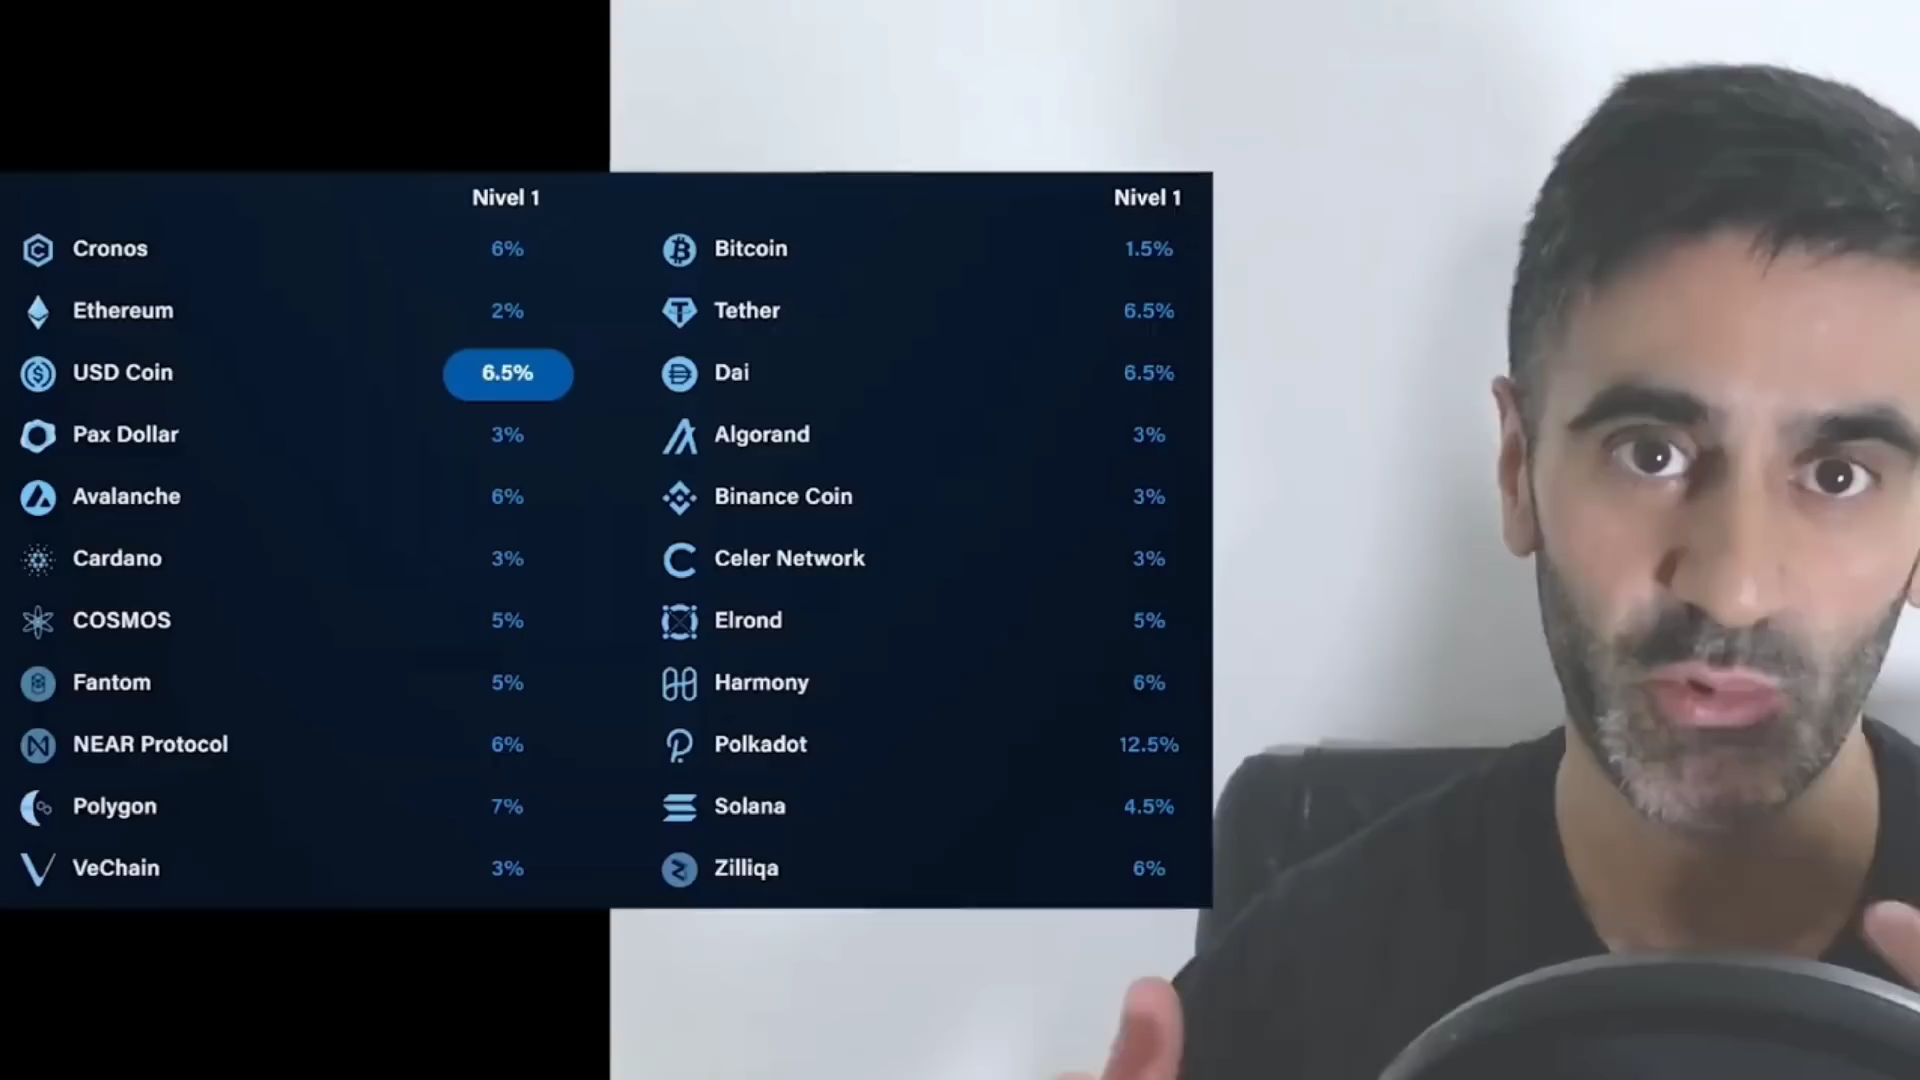 Nivel 1 Nivel 1
Cronos 6% Bitcoin 1.5%
Ethereum 2% Tether 6.5%
USD Coin 6.5% Dai 6.5%
Pax Dollar 3% Algorand 3%
Avalanche 6% Binance Coin 3%
Cardano 3% Celer Network 3%
COSMOS 5% Elrond 5%
Fantom 5% Harmony 6%
NEAR Protocol 6% Polkadot 12.5%
Polygon 7% Solana 4.5%
VeChain 3% Zilliqa 6%